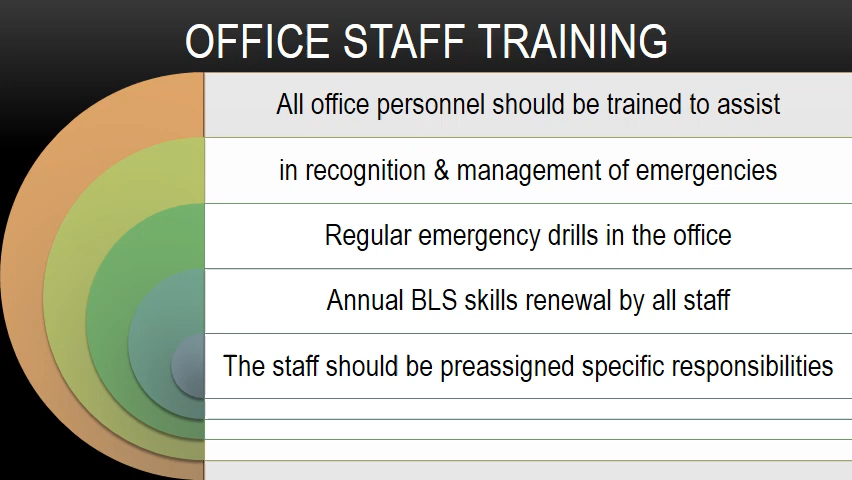 OFFICE STAFF TRAINING
All office personnel should be trained to assist
in recognition & management of emergencies
Regular emergency drills in the office
Annual BLS skills renewal by all staff
The staff should be preassigned specific responsibilities